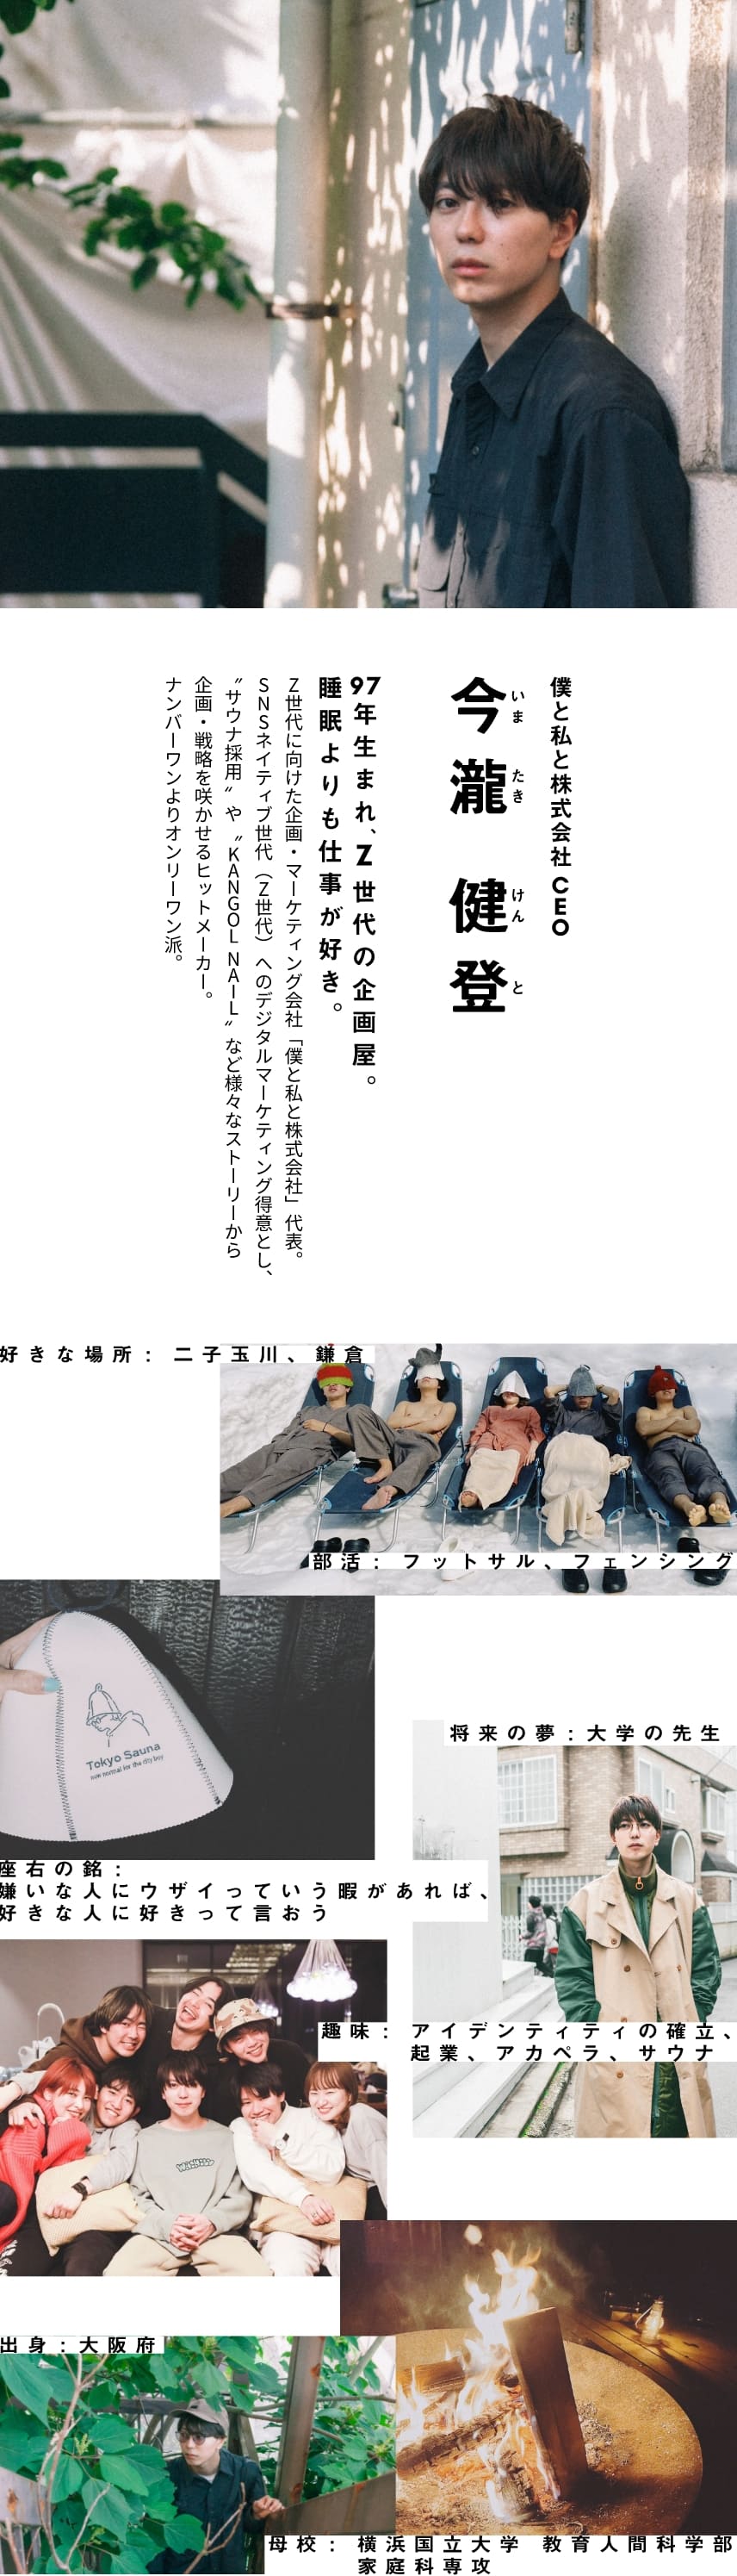 僕と私と株式会社 CEO
今瀧 健登
いま たき けん と
97年生まれ、Z世代の企画屋。
睡眠よりも仕事が好き。
Z世代に向けた企画・マーケティング会社「僕と私と株式会社」代表。
SNSネイティブ世代（Z世代）へのデジタルマーケティング得意とし、
〝サウナ採用〟や〝KANGOL NAIL〟など様々なストーリーから
企画・戦略を咲かせるヒットメーカー。
ナンバーワンよりオンリーワン派。
好きな場所：二子玉川、鎌倉
部活：フットサル、フェンシング
Tokyo Sauna
new normal for the city boy
将来の夢：大学の先生
座右の銘：
嫌いな人にウザイっていう暇があれば、
好きな人に好きって言おう
趣味：アイデンティティの確立、
起業、アカペラ、サウナ
出身：大阪府
母校：横浜国立大学 教育人間科学部
家庭科専攻